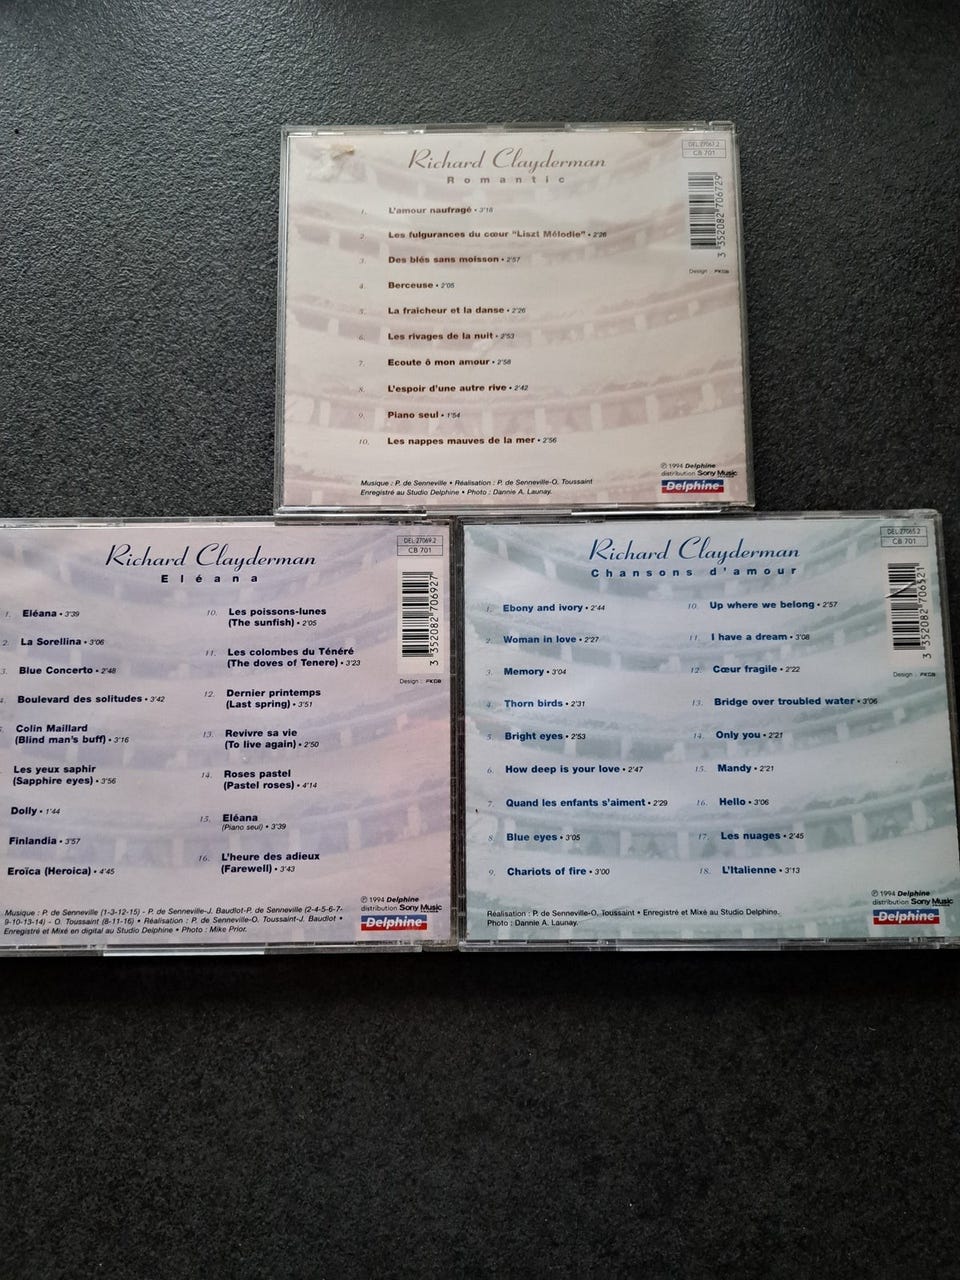 Richard Clayderman
Romantic
DEL 27067.2
CB 701
3 352082 706729
Design : FKGB
1. L'amour naufragé • 3'18
2. Les fulgurances du cœur "Liszt Mélodie" • 2'26
3. Des blés sans moisson • 2'57
4. Berceuse • 2'05
5. La fraîcheur et la danse • 2'26
6. Les rivages de la nuit • 2'53
7. Ecoute ô mon amour • 2'58
8. L'espoir d'une autre rive • 2'42
9. Piano seul • 1'54
10. Les nappes mauves de la mer • 2'56
Musique : P. de Senneville • Réalisation : P. de Senneville-O. Toussaint
Enregistré au Studio Delphine • Photo : Dannie A. Launay.
℗ 1994 Delphine
distribution Sony Music
Delphine
Richard Clayderman
Eléana
DEL 27069.2
CB 701
3 352082 706927
Design : FKGB
1. Eléana • 3'39
2. La Sorellina • 3'06
3. Blue Concerto • 2'48
4. Boulevard des solitudes • 3'42
Colin Maillard
(Blind man's buff) • 3'16
Les yeux saphir
(Sapphire eyes) • 3'56
Dolly • 1'44
Finlandia • 3'57
Eroïca (Heroica) • 4'45
10. Les poissons-lunes
(The sunfish) • 2'05
11. Les colombes du Ténéré
(The doves of Tenere) • 3'23
12. Dernier printemps
(Last spring) • 3'51
13. Revivre sa vie
(To live again) • 2'50
14. Roses pastel
(Pastel roses) • 4'14
15. Eléana
(Piano seul) • 3'39
16. L'heure des adieux
(Farewell) • 3'43
Musique : P. de Senneville (1-3-12-15) - P. de Senneville-J. Baudlot-P. de Senneville (2-4-5-6-7-
9-10-13-14) - O. Toussaint (8-11-16) • Réalisation : P. de Senneville-O. Toussaint-J. Baudlot •
Enregistré et Mixé en digital au Studio Delphine • Photo : Mike Prior.
℗ 1994 Delphine
distribution Sony Music
Delphine
Richard Clayderman
Chansons d'amour
DEL 27065.2
CB 701
3 352082 706521
Design : FKGB
1. Ebony and ivory • 2'44
2. Woman in love • 2'27
3. Memory • 3'04
4. Thorn birds • 2'31
5. Bright eyes • 2'53
6. How deep is your love • 2'47
7. Quand les enfants s'aiment • 2'29
8. Blue eyes • 3'05
9. Chariots of fire • 3'00
10. Up where we belong • 2'57
11. I have a dream • 3'08
12. Cœur fragile • 2'22
13. Bridge over troubled water • 3'06
14. Only you • 2'21
15. Mandy • 2'21
16. Hello • 3'06
17. Les nuages • 2'45
18. L'Italienne • 3'13
Réalisation : P. de Senneville-O. Toussaint • Enregistré et Mixé au Studio Delphine.
Photo : Dannie A. Launay.
℗ 1994 Delphine
distribution Sony Music
Delphine